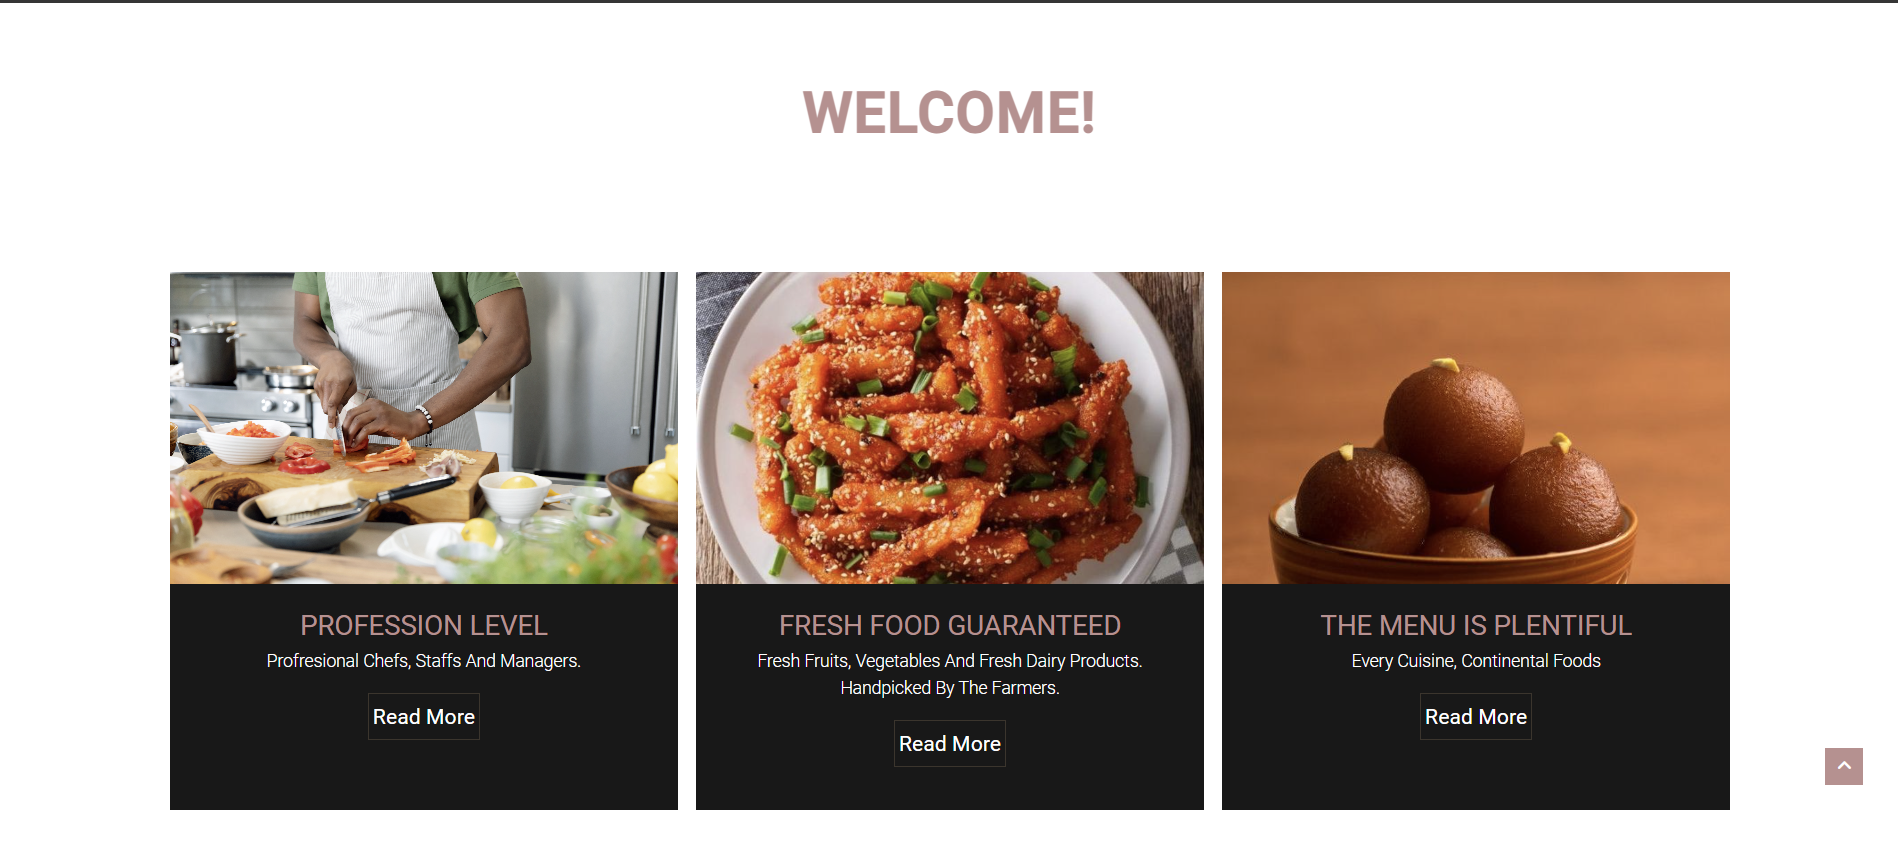 WELCOME!
PROFESSION LEVEL
Profresional Chefs, Staffs And Managers.
Read More
FRESH FOOD GUARANTEED
Fresh Fruits, Vegetables And Fresh Dairy Products.
Handpicked By The Farmers.
Read More
THE MENU IS PLENTIFUL
Every Cuisine, Continental Foods
Read More